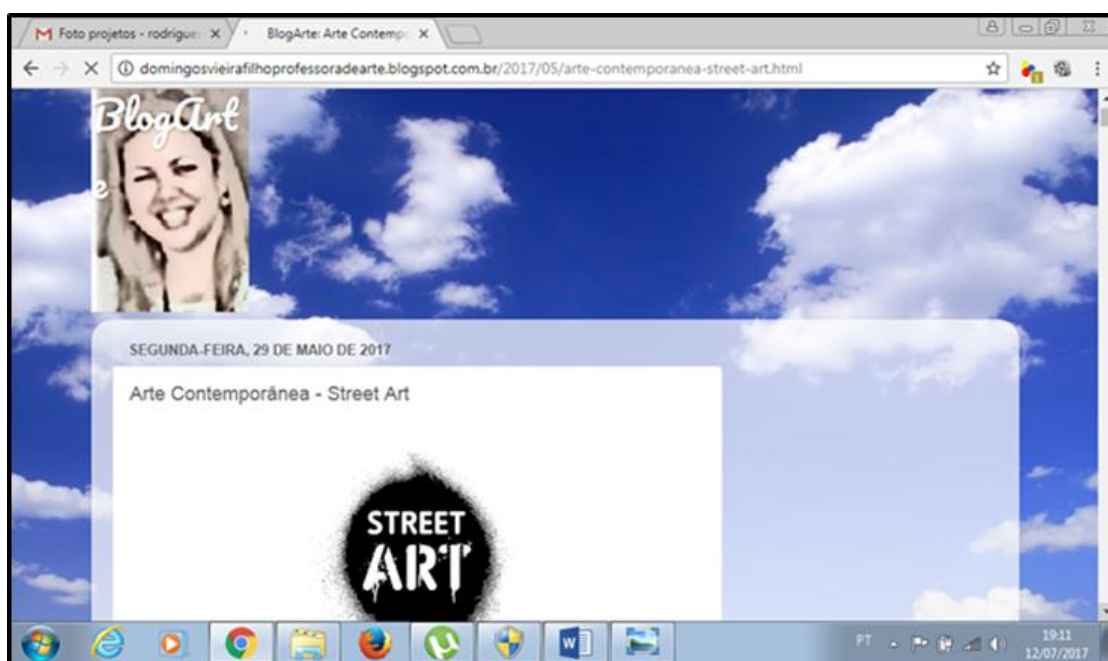 Foto projetos - rodrigue
BlogArte: Arte Contempo
domingosvieirafilhoprofessoradearte.blogspot.com.br/2017/05/arte-contemporanea-street-art.html
BlogArt
e
SEGUNDA-FEIRA, 29 DE MAIO DE 2017
Arte Contemporânea - Street Art
STREET
ART
PT
19:11
12/07/2017